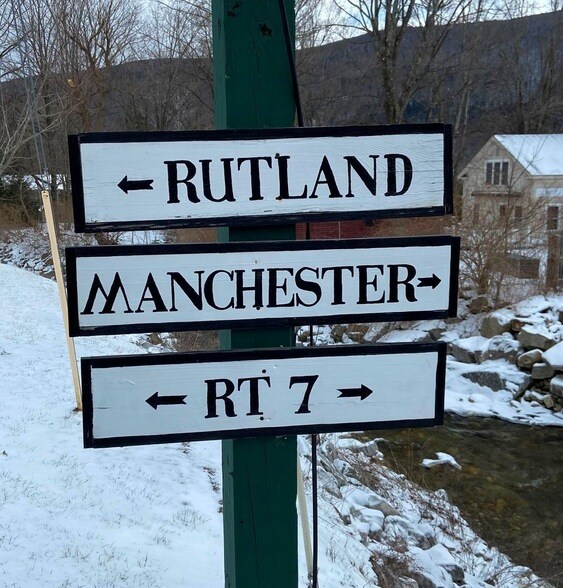 ← RUTLAND
MANCHESTER →
← RT 7 →